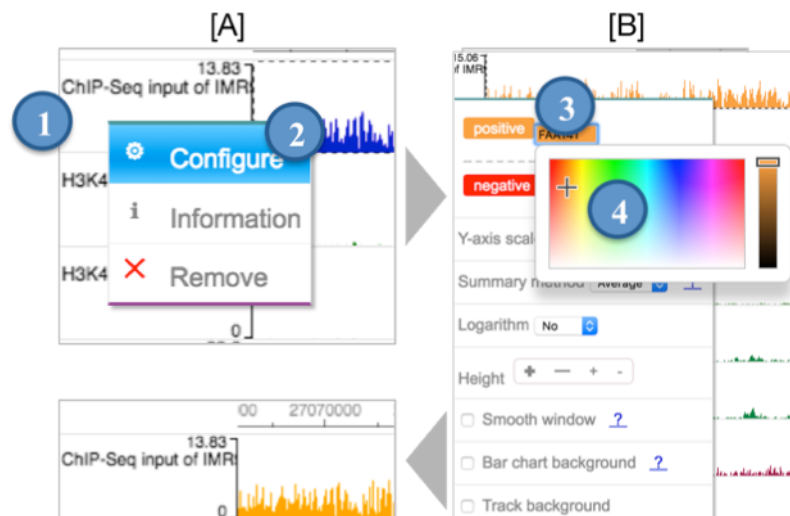 [A]
13.83
ChIP-Seq input of IMR
1
2
Configure
H3K4
Information
H3K4
Remove
0
[B]
15.06
f IMR
3
positive
4
negative
Y-axis scal
Summary method Average ?
Logarithm No
Height + — + -
Smooth window ?
Bar chart background ?
Track background
00 27070000
13.83
ChIP-Seq input of IMR
0